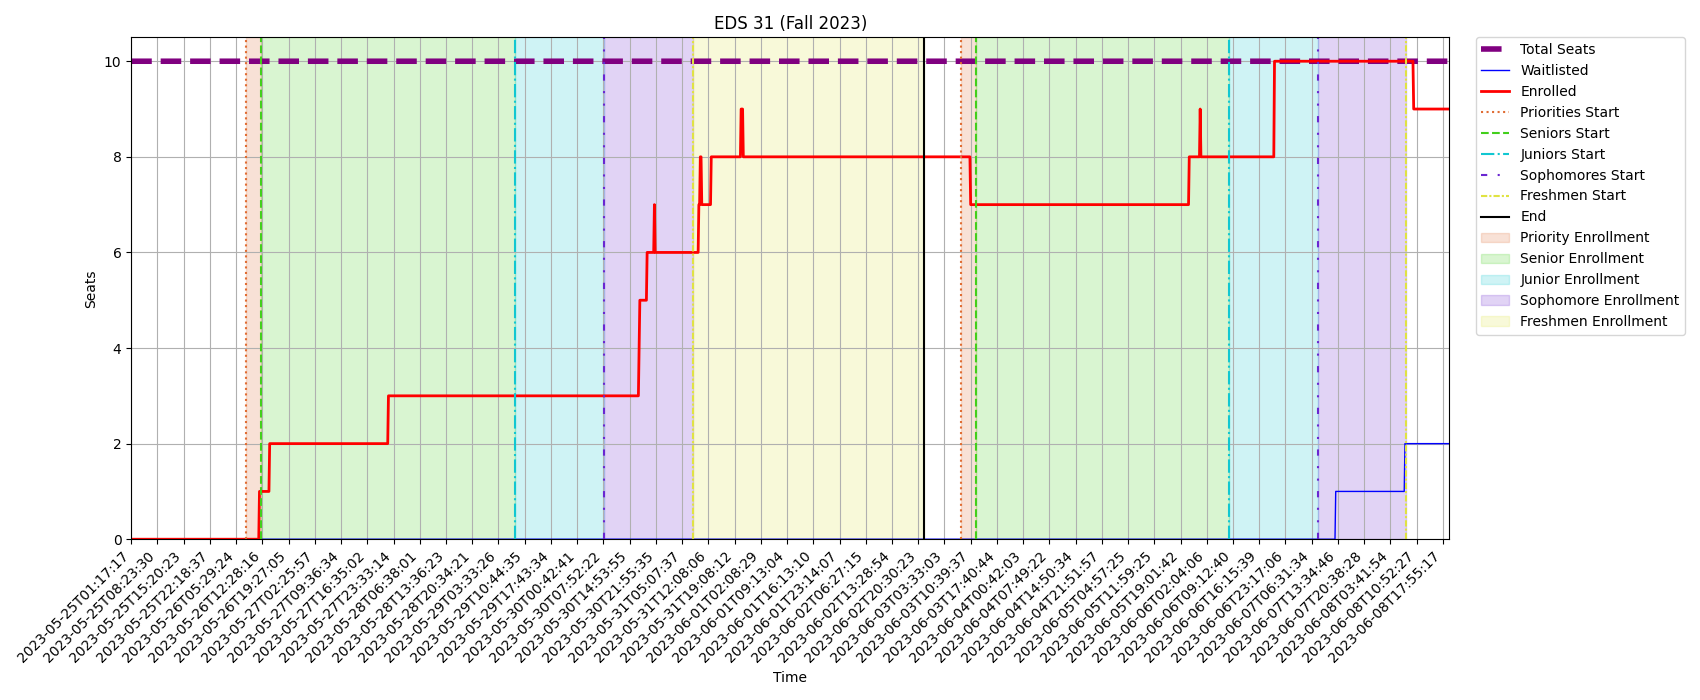 EDS 31 (Fall 2023)
Seats
10
8
6
4
2
0
2023-05-25T01:17:17
2023-05-25T08:23:30
2023-05-25T15:20:23
2023-05-25T22:18:37
2023-05-26T05:29:24
2023-05-26T12:28:16
2023-05-26T19:27:05
2023-05-27T02:25:57
2023-05-27T09:36:34
2023-05-27T16:35:02
2023-05-27T23:33:14
2023-05-28T06:38:01
2023-05-28T13:36:23
2023-05-28T20:34:21
2023-05-29T03:33:26
2023-05-29T10:44:35
2023-05-29T17:43:34
2023-05-30T00:42:41
2023-05-30T07:52:22
2023-05-30T14:53:55
2023-05-30T21:55:35
2023-05-31T05:07:37
2023-05-31T12:08:06
2023-05-31T19:08:12
2023-06-01T02:08:29
2023-06-01T09:13:04
2023-06-01T16:13:10
2023-06-01T23:14:07
2023-06-02T06:27:15
2023-06-02T13:28:54
2023-06-02T20:30:23
2023-06-03T03:33:03
2023-06-03T10:39:37
2023-06-03T17:40:44
2023-06-04T00:42:03
2023-06-04T07:49:22
2023-06-04T14:50:34
2023-06-04T21:51:57
2023-06-05T04:57:25
2023-06-05T11:59:25
2023-06-05T19:01:42
2023-06-06T02:04:06
2023-06-06T09:12:40
2023-06-06T16:15:39
2023-06-06T23:17:06
2023-06-07T06:31:34
2023-06-07T13:34:46
2023-06-07T20:38:28
2023-06-08T03:41:54
2023-06-08T10:52:27
2023-06-08T17:55:17
Time
Total Seats
Waitlisted
Enrolled
Priorities Start
Seniors Start
Juniors Start
Sophomores Start
Freshmen Start
End
Priority Enrollment
Senior Enrollment
Junior Enrollment
Sophomore Enrollment
Freshmen Enrollment